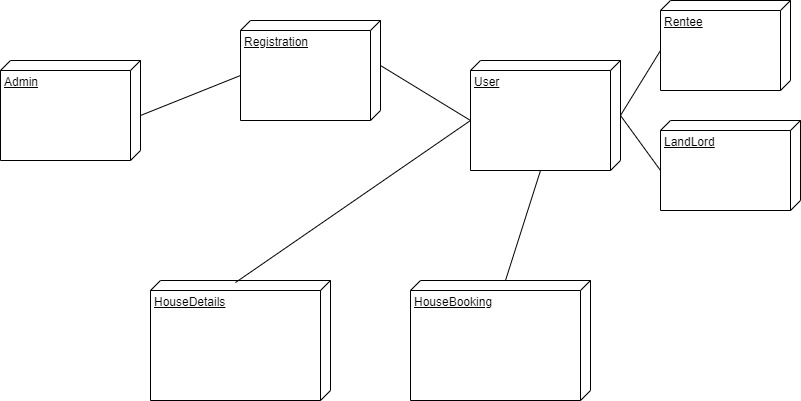 Rentee
Registration
Admin
User
LandLord
HouseDetails
HouseBooking